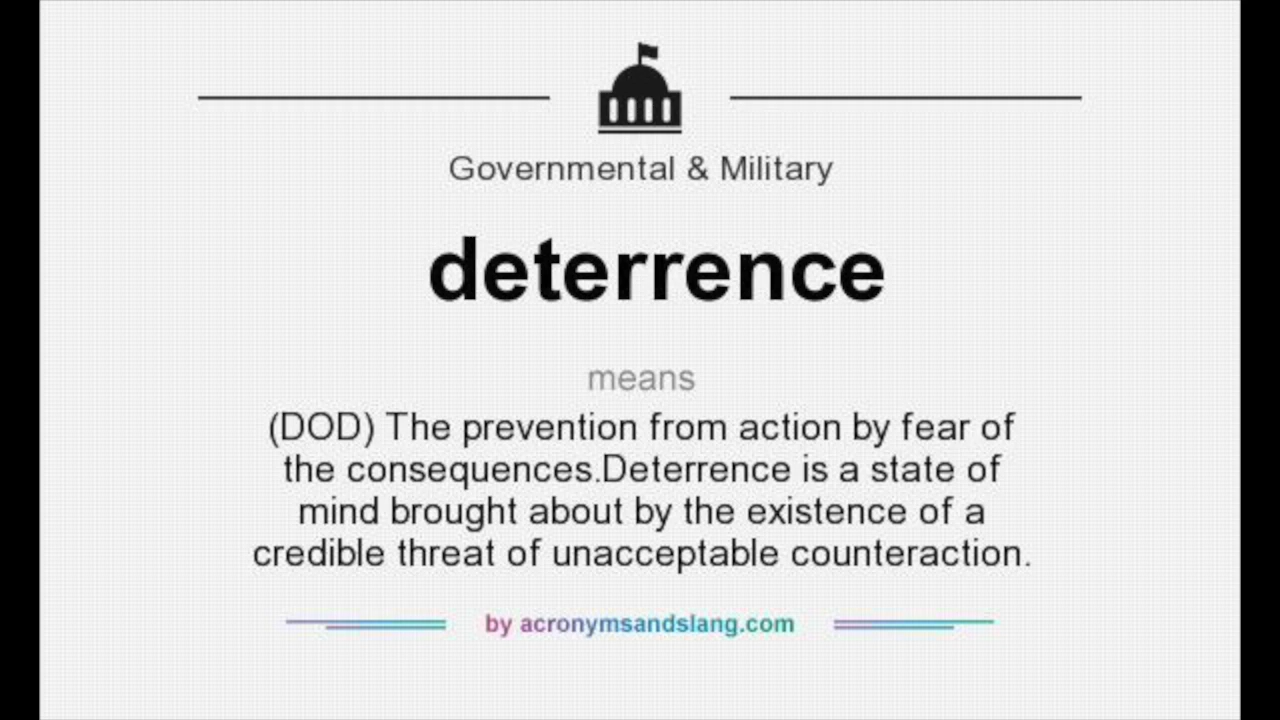 Governmental & Military
deterrence
means
(DOD) The prevention from action by fear of
the consequences.Deterrence is a state of
mind brought about by the existence of a
credible threat of unacceptable counteraction.
by acronymsandslang.com